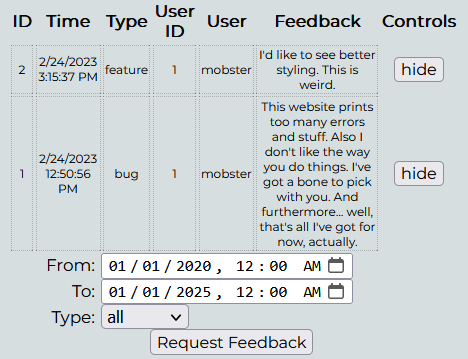 ID Time Type User ID User Feedback Controls
2 2/24/2023 3:15:37 PM feature 1 mobster I'd like to see better styling. This is weird. hide
1 2/24/2023 12:50:56 PM bug 1 mobster This website prints too many errors and stuff. Also I don't like the way you do things. I've got a bone to pick with you. And furthermore... well, that's all I've got for now, actually. hide
From: 01/01/2020, 12:00 AM
To: 01/01/2025, 12:00 AM
Type: all
Request Feedback